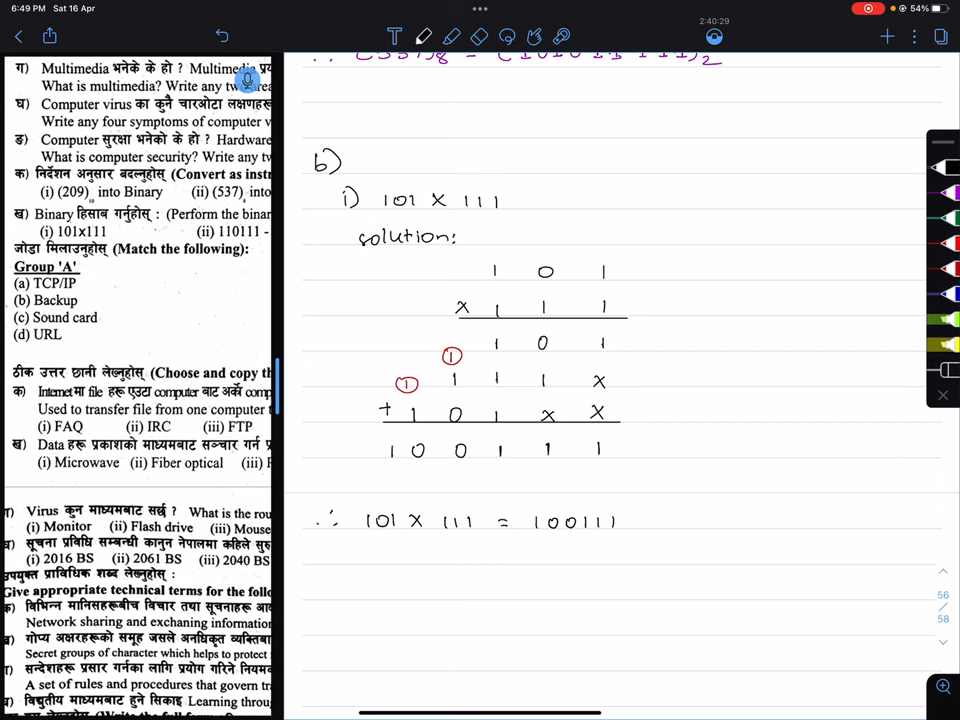 6:49 PM Sat 16 Apr
54%
2:40:29
ग) Multimedia भनेके के हो ? Multimedia प्र
What is multimedia? Write any tw area
घ) Computer virus का कुनै चारओटा लक्षणहरू
Write any four symptoms of computer v
ङ) Computer सुरक्षा भनेको के हो ? Hardware
What is computer security? Write any tw
क) निर्देशन अनुसार बदल्नुहोस् (Convert as instr
(i) (209)₁₀ into Binary (ii) (537)₈ into
ख) Binary हिसाब गर्नुहोस् : (Perform the binar
(i) 101x111 (ii) 110111 -
जोडा मिलाउनुहोस् (Match the following):
Group 'A'
(a) TCP/IP
(b) Backup
(c) Sound card
(d) URL
ठीक उत्तर छानी लेख्नुहोस् (Choose and copy th
क) Internet मा file हरू एउटा computer बाट अर्को comp
Used to transfer file from one computer t
(i) FAQ (ii) IRC (iii) FTP
ख) Data हरू प्रकाशको माध्यमबाट सञ्चार गर्न प्र
(i) Microwave (ii) Fiber optical (iii) F
ग) Virus कुन माध्यमबाट सर्छ ? What is the rou
(i) Monitor (ii) Flash drive (iii) Mouse
घ) सूचना प्रविधि सम्बन्धी कानुन नेपालमा कहिले सुरु
(i) 2016 BS (ii) 2061 BS (iii) 2040 BS
उपयुक्त प्राविधिक शब्द लेख्नुहोस् :
Give appropriate technical terms for the follo
क) विभिन्न मानिसहरूबीच विचार तथा सूचनाहरू आद
Network sharing and exchaning information
ख) गोप्य अक्षरहरूको समूह जसले अनधिकृत व्यक्तिबा
Secret groups of character which helps to protect
ग) सन्देशहरू प्रसार गर्नका लागि प्रयोग गरिने नियमक
A set of rules and procedures that govern tra
घ) विद्युतीय माध्यमबाट हुने सिकाइ Learning throu
b)
i) 101 × 111
solution:
1 0 1
× 1 1 1
1 0 1
①
1 1 1 ×
①
+ 1 0 1 × ×
1 0 0 1 1 1
∴ 101 × 111 = 100111
56
/
58